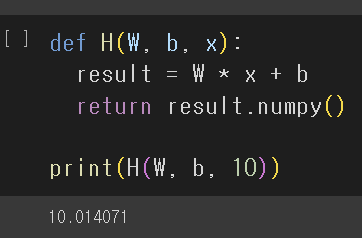 [ ] def H(W, b, x):
  result = W * x + b
  return result.numpy()

print(H(W, b, 10))
10.014071